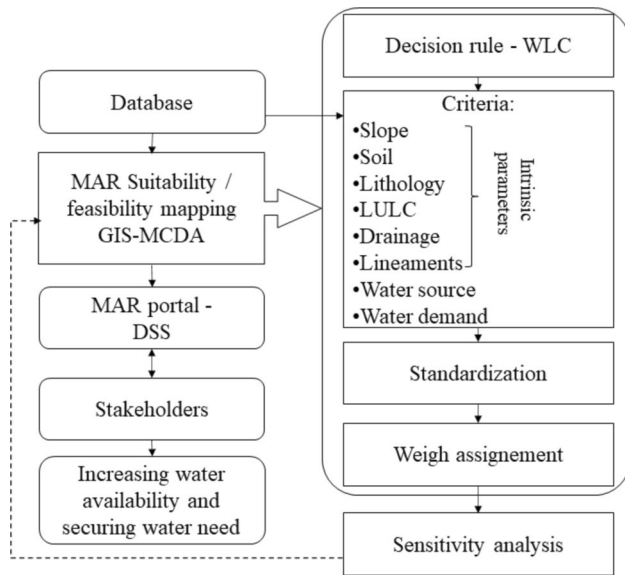 Database
MAR Suitability /
feasibility mapping
GIS-MCDA
MAR portal -
DSS
Stakeholders
Increasing water
availability and
securing water need
Decision rule - WLC
Criteria:
•Slope
•Soil
•Lithology
•LULC
•Drainage
•Lineaments
•Water source
•Water demand
Intrinsic
parameters
Standardization
Weigh assignement
Sensitivity analysis